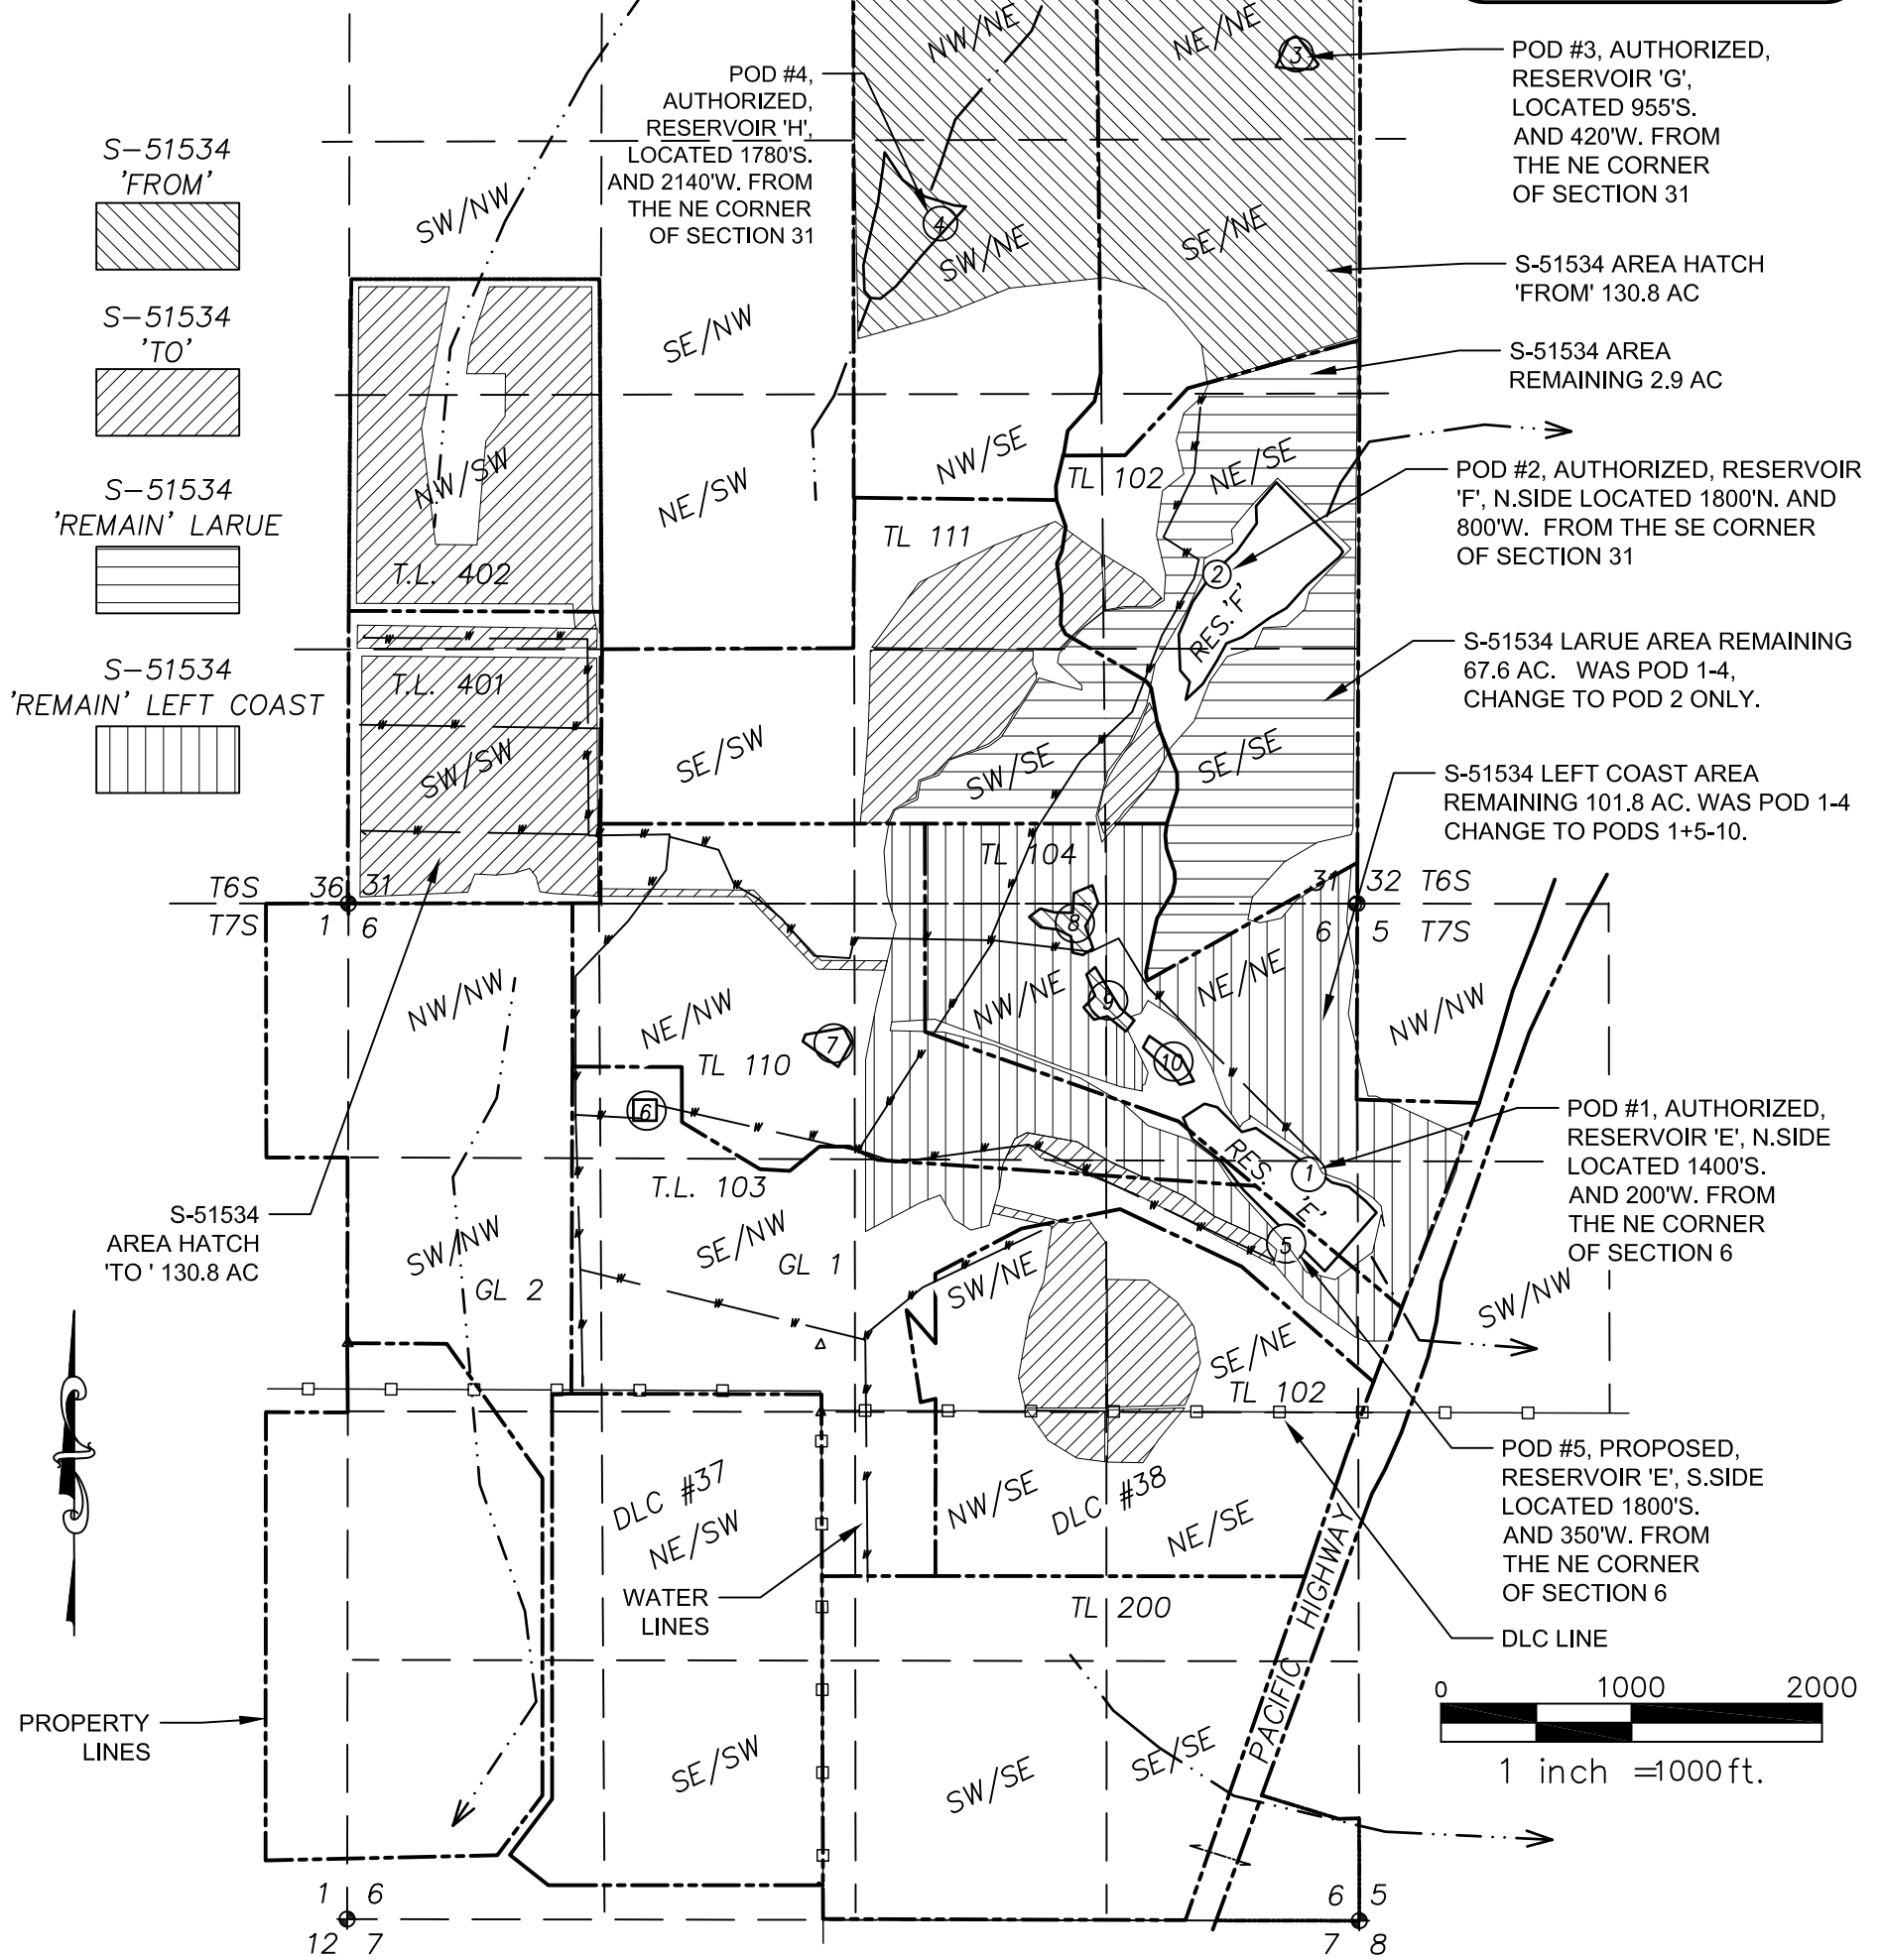 S-51534
'FROM'
S-51534
'TO'
S-51534
'REMAIN' LARUE
S-51534
'REMAIN' LEFT COAST
POD #4,
AUTHORIZED,
RESERVOIR 'H',
LOCATED 1780'S.
AND 2140'W. FROM
THE NE CORNER
OF SECTION 31
NW/NE
NE/NE
3
POD #3, AUTHORIZED,
RESERVOIR 'G',
LOCATED 955'S.
AND 420'W. FROM
THE NE CORNER
OF SECTION 31
SW/NW
4
SW/NE
SE/NE
S-51534 AREA HATCH
'FROM' 130.8 AC
SE/NW
S-51534 AREA
REMAINING 2.9 AC
NW/SW
NE/SW
NW/SE
TL 102
NE/SE
POD #2, AUTHORIZED, RESERVOIR
'F', N.SIDE LOCATED 1800'N. AND
800'W. FROM THE SE CORNER
OF SECTION 31
TL 111
T.L. 402
2
RES.'F'
S-51534 LARUE AREA REMAINING
67.6 AC. WAS POD 1-4,
CHANGE TO POD 2 ONLY.
T.L. 401
SW/SW
SE/SW
SW/SE
SE/SE
S-51534 LEFT COAST AREA
REMAINING 101.8 AC. WAS POD 1-4
CHANGE TO PODS 1+5-10.
TL 104
T6S 36 31
T7S 1 6
31 32 T6S
6 5 T7S
8
NW/NW
NE/NW
NW/NE
9
NE/NE
NW/NW
7
TL 110
10
6
POD #1, AUTHORIZED,
RESERVOIR 'E', N.SIDE
LOCATED 1400'S.
AND 200'W. FROM
THE NE CORNER
OF SECTION 6
T.L. 103
RES. 'E'
1
5
S-51534
AREA HATCH
'TO ' 130.8 AC
SW/NW
GL 2
SE/NW
GL 1
SW/NE
SE/NE
SW/NW
TL 102
POD #5, PROPOSED,
RESERVOIR 'E', S.SIDE
LOCATED 1800'S.
AND 350'W. FROM
THE NE CORNER
OF SECTION 6
DLC #37
NE/SW
NW/SE
DLC #38
NE/SE
WATER
LINES
TL 200
DLC LINE
PACIFIC HIGHWAY
PROPERTY
LINES
SE/SW
SW/SE
SE/SE
0 1000 2000
1 inch =1000 ft.
1 6
12 7
6 5
7 8